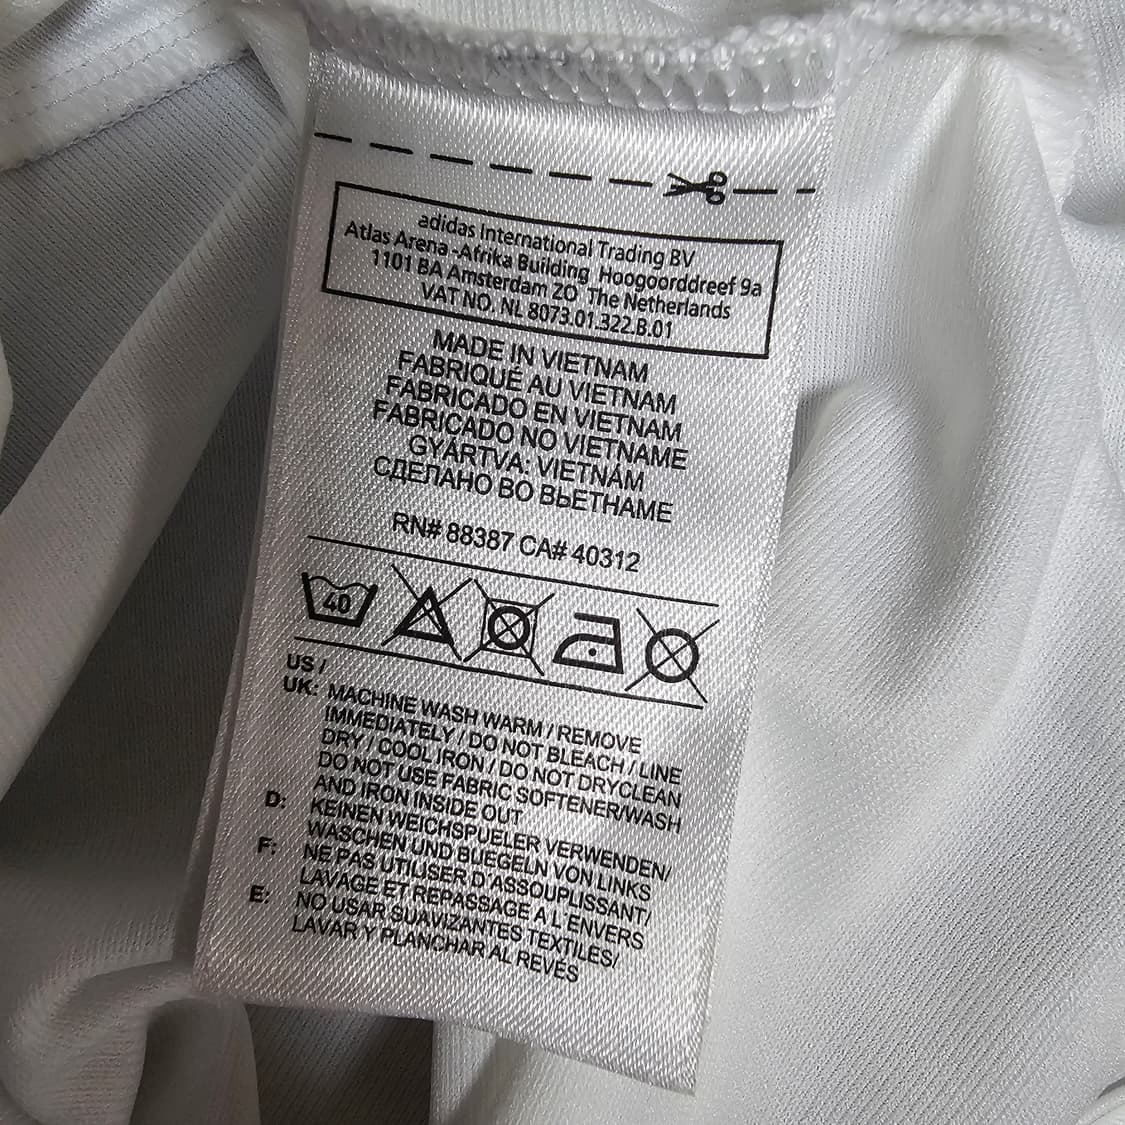 adidas International Trading BV
Atlas Arena -Afrika Building Hoogoorddreef 9a
1101 BA Amsterdam ZO The Netherlands
VAT NO. NL 8073.01.322.B.01
MADE IN VIETNAM
FABRIQUÉ AU VIETNAM
FABRICADO EN VIETNAM
FABRICADO NO VIETNAME
GYÁRTVA: VIETNÁM
СДЕЛАНО ВО ВЬЕТНАМЕ
RN# 88387 CA# 40312
40
US /
UK: MACHINE WASH WARM / REMOVE
IMMEDIATELY / DO NOT BLEACH / LINE
DRY / COOL IRON / DO NOT DRYCLEAN
DO NOT USE FABRIC SOFTENER/WASH
AND IRON INSIDE OUT
D: KEINEN WEICHSPUELER VERWENDEN/
WASCHEN UND BUEGELN VON LINKS
F: NE PAS UTILISER D'ASSOUPLISSANT/
LAVAGE ET REPASSAGE A L'ENVERS
E: NO USAR SUAVIZANTES TEXTILES/
LAVAR Y PLANCHAR AL REVÉS